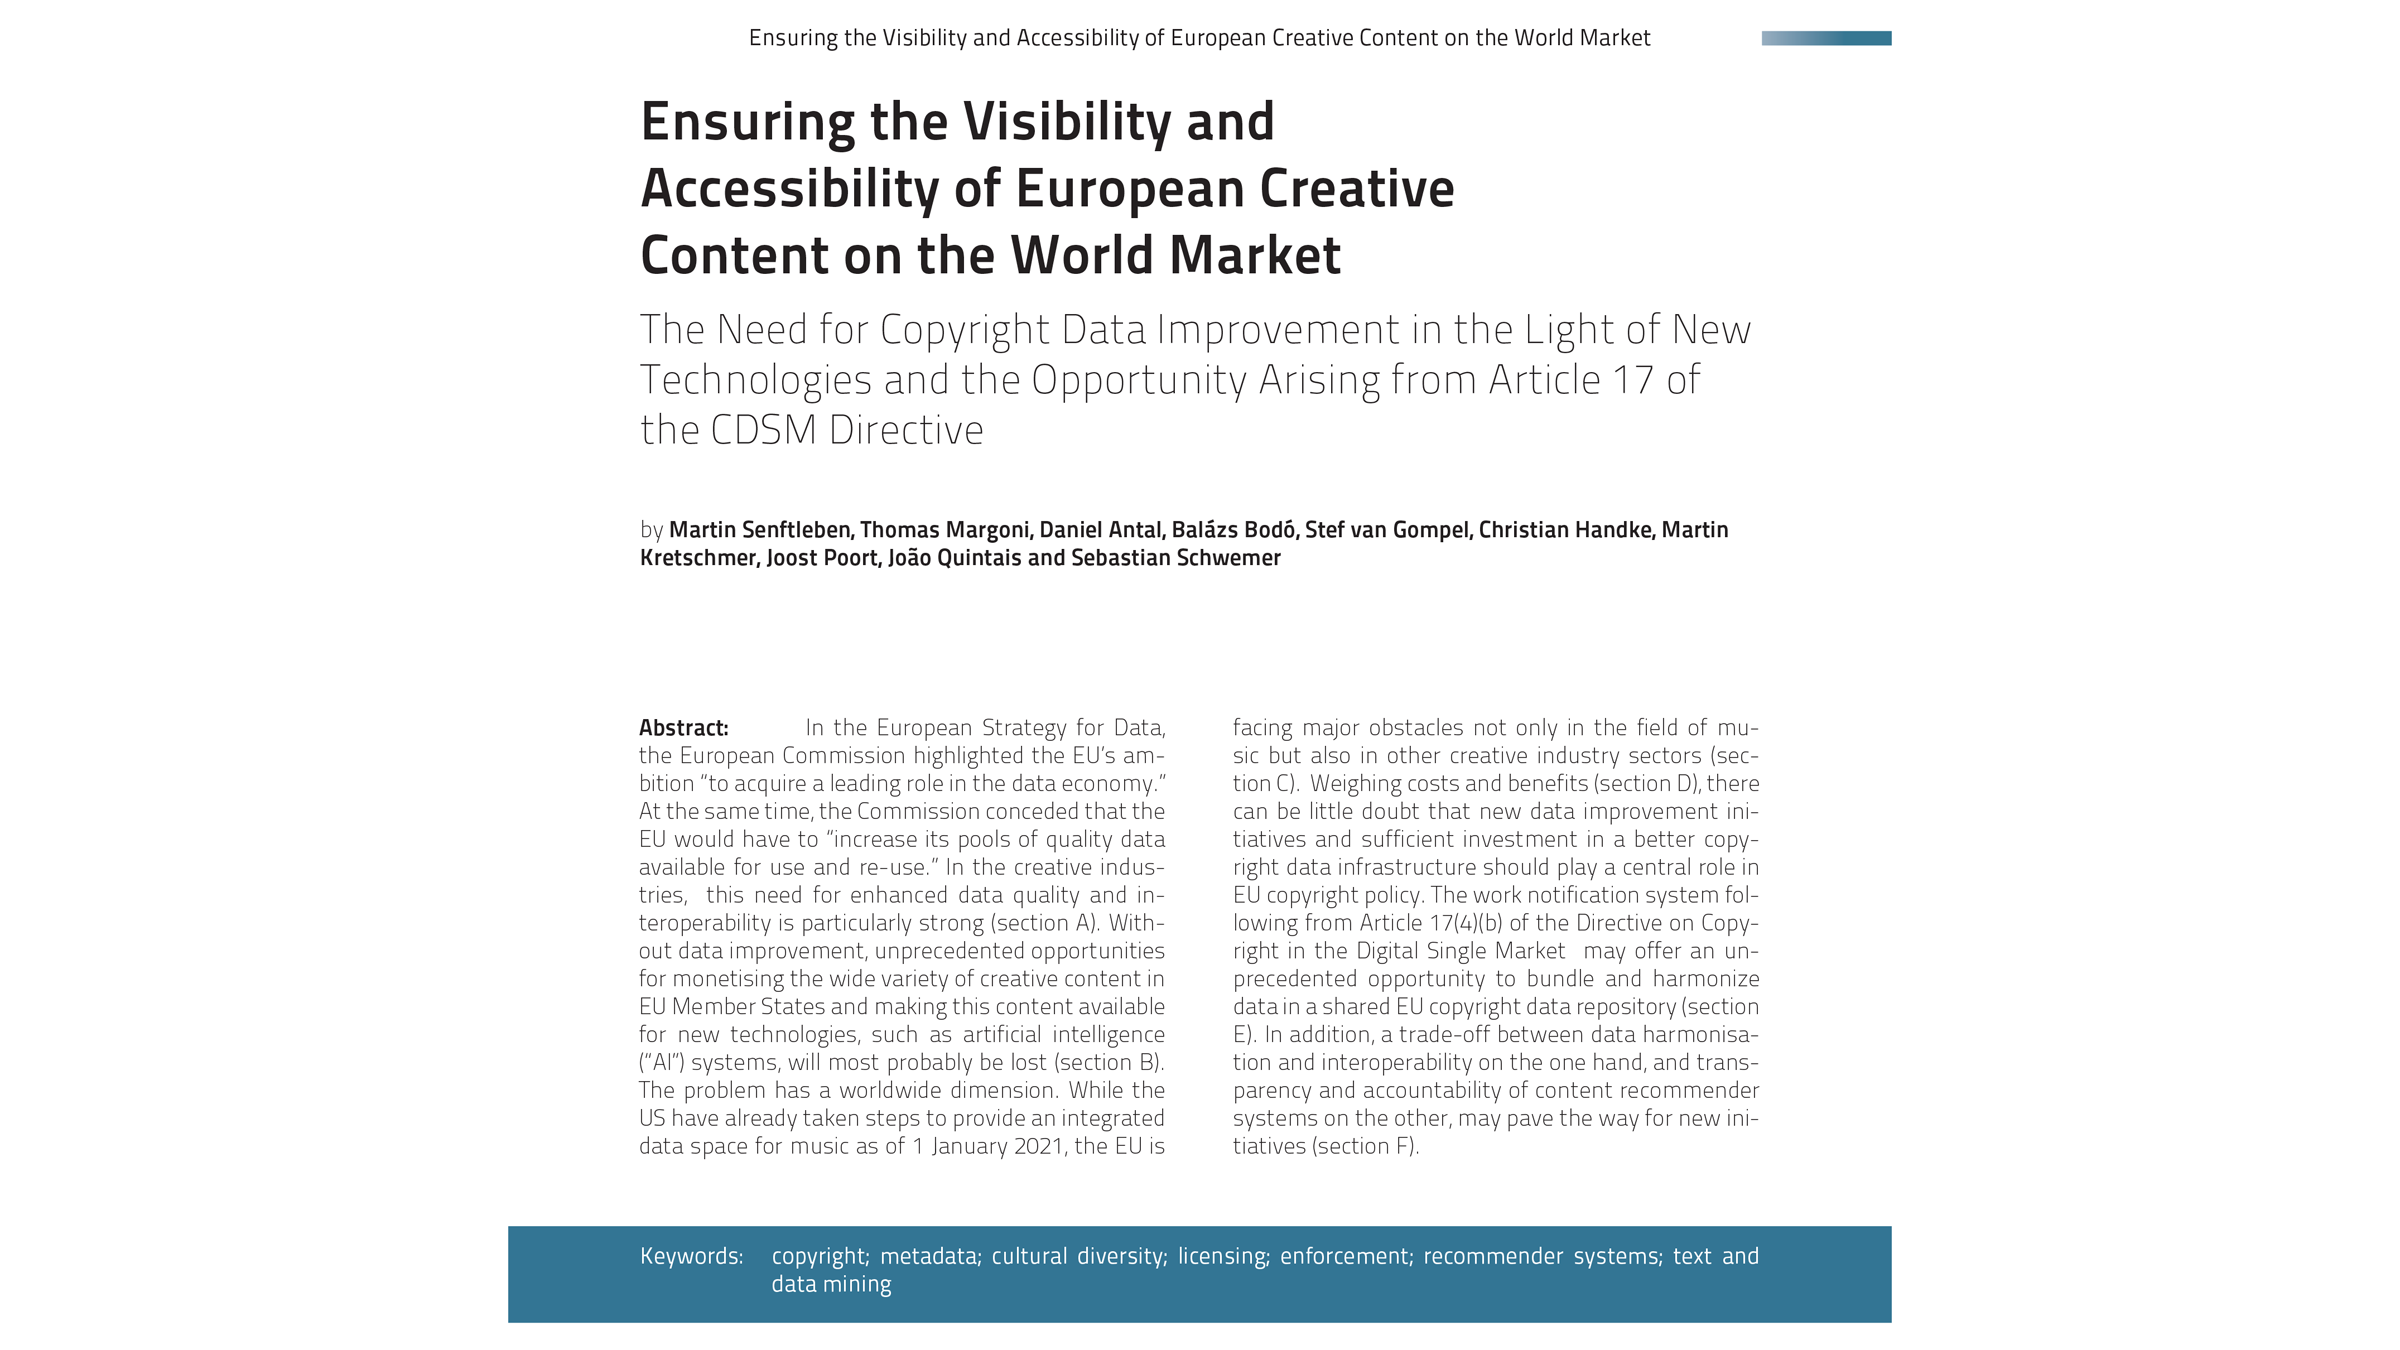 Ensuring the Visibility and Accessibility of European Creative Content on the World Market
Ensuring the Visibility and
Accessibility of European Creative
Content on the World Market
The Need for Copyright Data Improvement in the Light of New
Technologies and the Opportunity Arising from Article 17 of
the CDSM Directive
by Martin Senftleben, Thomas Margoni, Daniel Antal, Balázs Bodó, Stef van Gompel, Christian Handke, Martin
Kretschmer, Joost Poort, João Quintais and Sebastian Schwemer
Abstract: In the European Strategy for Data,
the European Commission highlighted the EU’s am-
bition “to acquire a leading role in the data economy.”
At the same time, the Commission conceded that the
EU would have to “increase its pools of quality data
available for use and re-use.” In the creative indus-
tries, this need for enhanced data quality and in-
teroperability is particularly strong (section A). With-
out data improvement, unprecedented opportunities
for monetising the wide variety of creative content in
EU Member States and making this content available
for new technologies, such as artificial intelligence
(“AI”) systems, will most probably be lost (section B).
The problem has a worldwide dimension. While the
US have already taken steps to provide an integrated
data space for music as of 1 January 2021, the EU is
facing major obstacles not only in the field of mu-
sic but also in other creative industry sectors (sec-
tion C). Weighing costs and benefits (section D), there
can be little doubt that new data improvement ini-
tiatives and sufficient investment in a better copy-
right data infrastructure should play a central role in
EU copyright policy. The work notification system fol-
lowing from Article 17(4)(b) of the Directive on Copy-
right in the Digital Single Market may offer an un-
precedented opportunity to bundle and harmonize
data in a shared EU copyright data repository (section
E). In addition, a trade-off between data harmonisa-
tion and interoperability on the one hand, and trans-
parency and accountability of content recommender
systems on the other, may pave the way for new ini-
tiatives (section F).
Keywords: copyright; metadata; cultural diversity; licensing; enforcement; recommender systems; text and
data mining